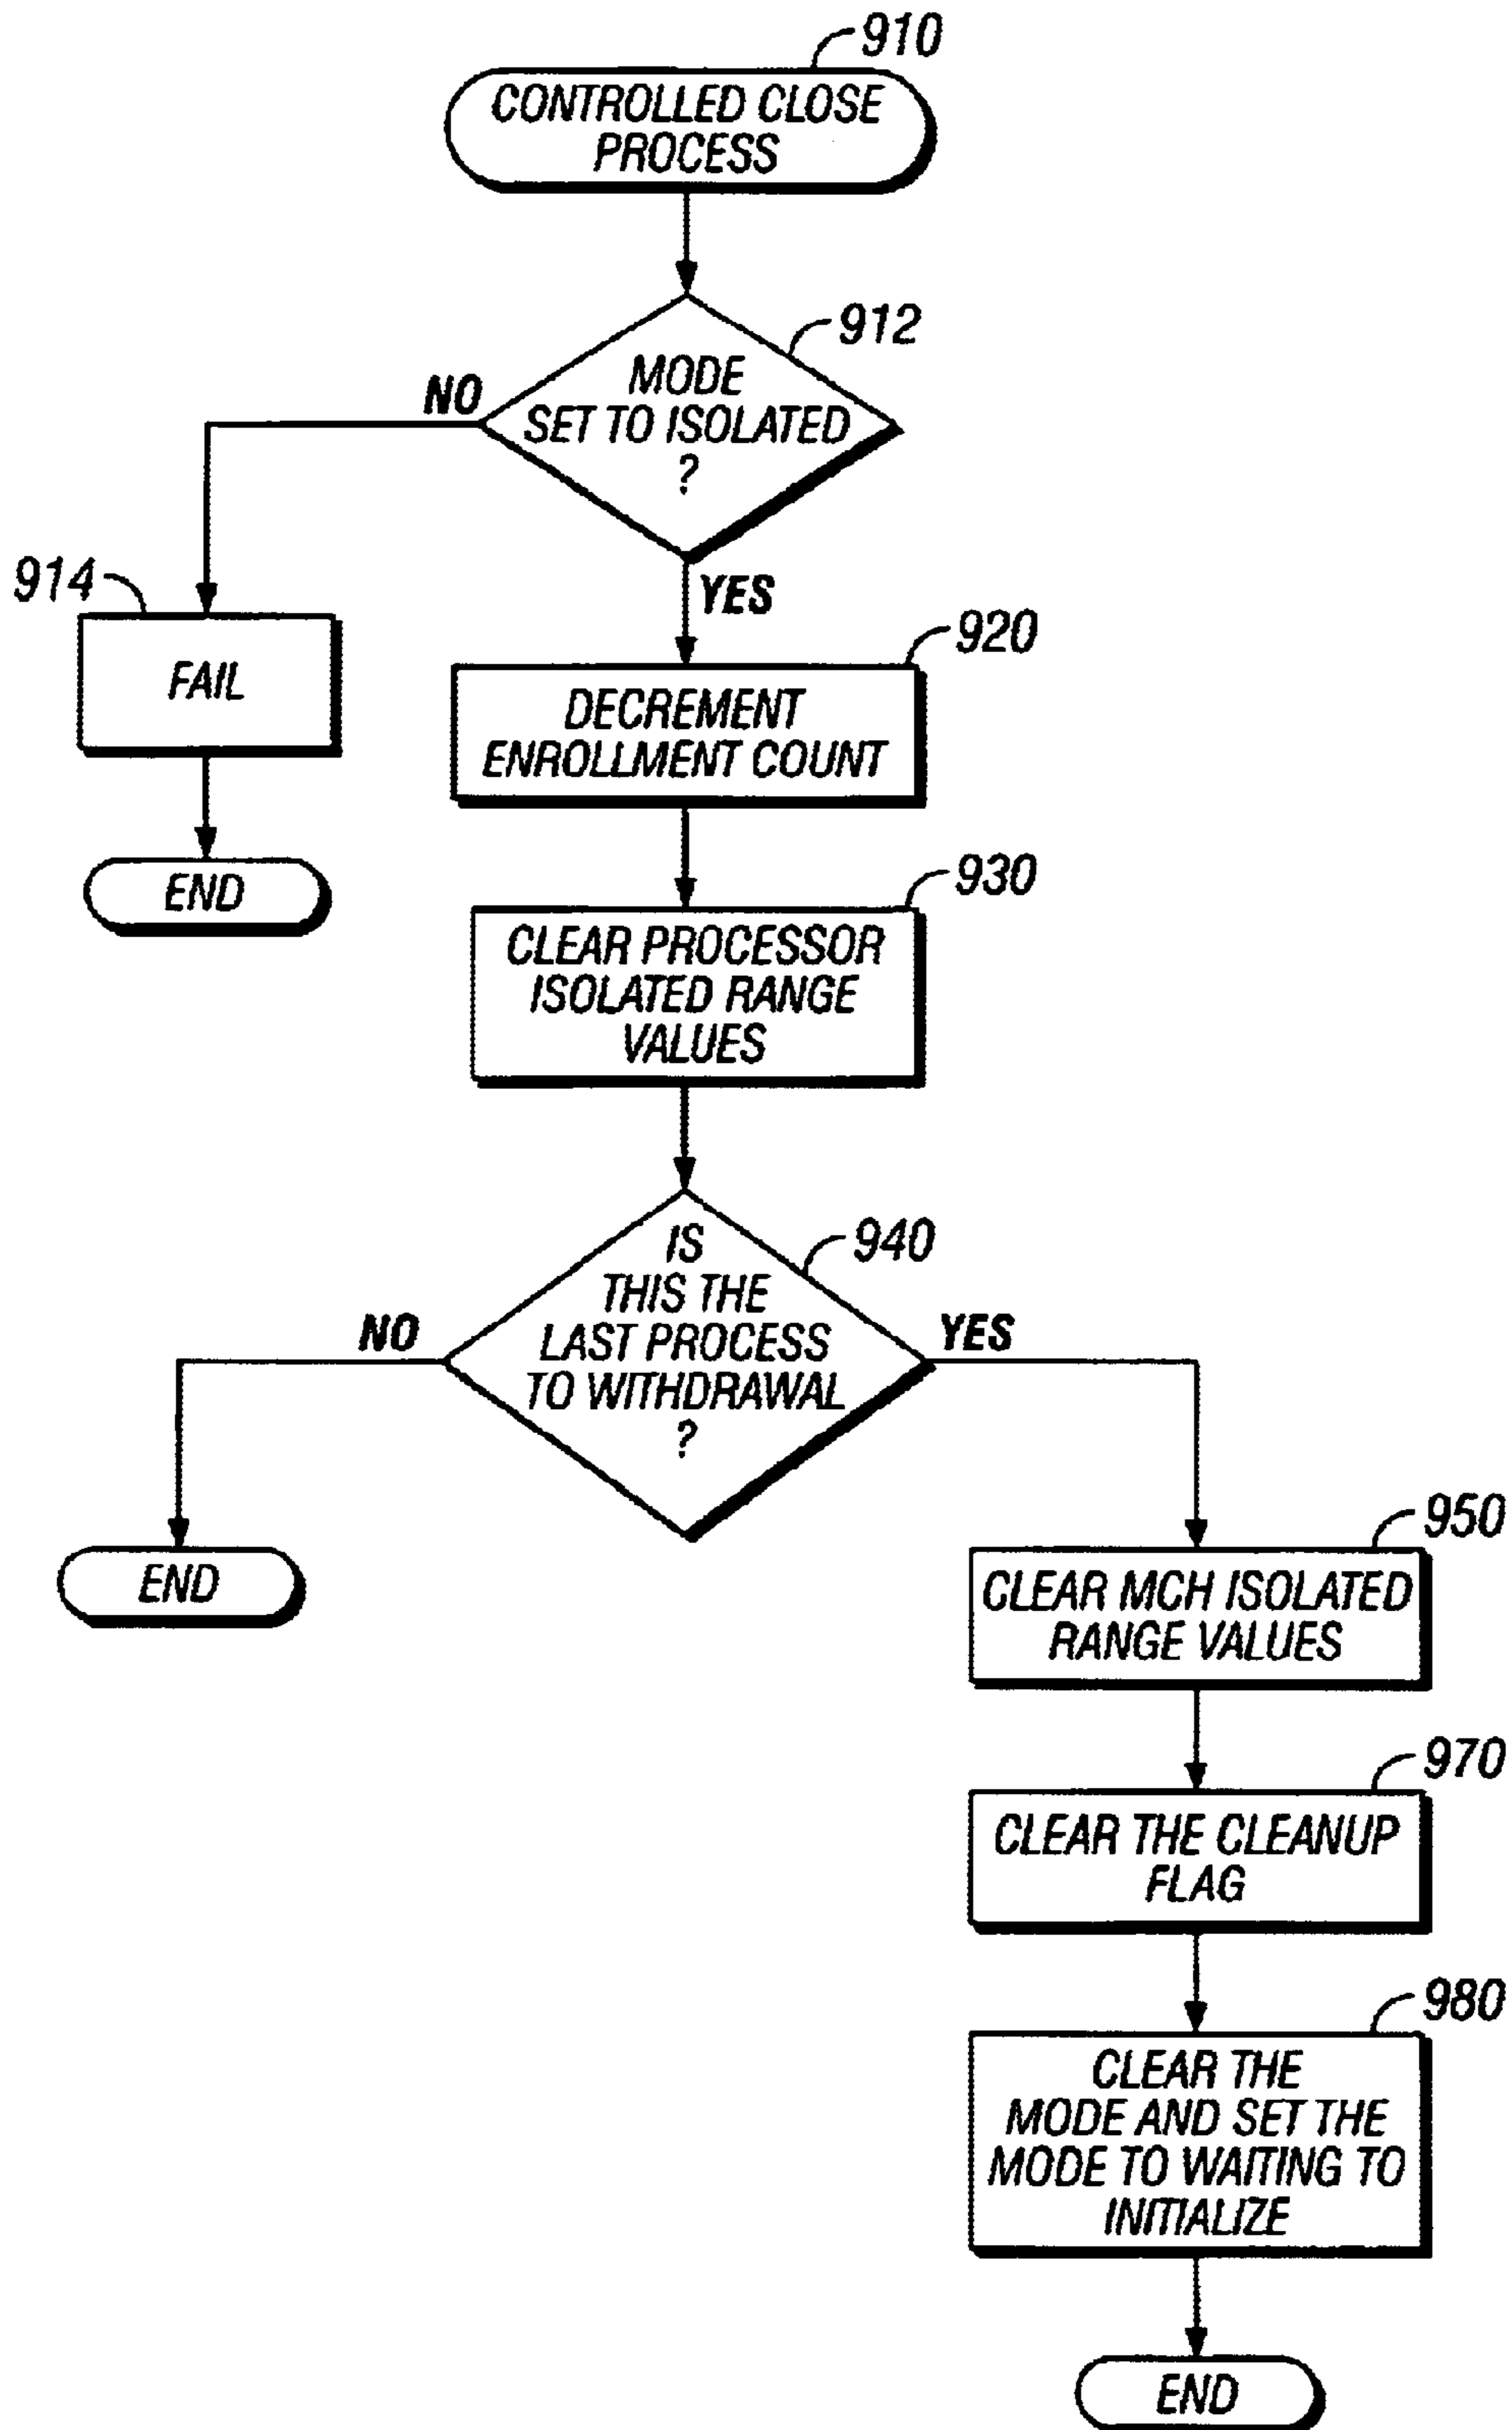 910
CONTROLLED CLOSE
PROCESS
912
MODE
SET TO ISOLATED
?
NO
YES
914
FAIL
END
920
DECREMENT
ENROLLMENT COUNT
930
CLEAR PROCESSOR
ISOLATED RANGE
VALUES
940
IS
THIS THE
LAST PROCESS
TO WITHDRAWAL
?
NO
YES
END
950
CLEAR MCH ISOLATED
RANGE VALUES
970
CLEAR THE CLEANUP
FLAG
980
CLEAR THE
MODE AND SET THE
MODE TO WAITING TO
INITIALIZE
END